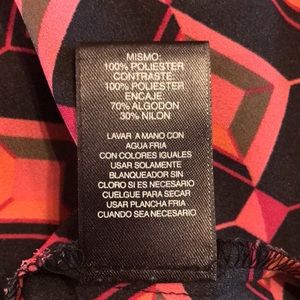 MISMO:
100% POLIESTER
CONTRASTE:
100% POLIESTER
ENCAJE:
70% ALGODON
30% NILON
LAVAR A MANO CON
AGUA FRIA
CON COLORES IGUALES
USAR SOLAMENTE
BLANQUEADOR SIN
CLORO SI ES NECESARIO
CUELGUE PARA SECAR
USAR PLANCHA FRIA
CUANDO SEA NECESARIO